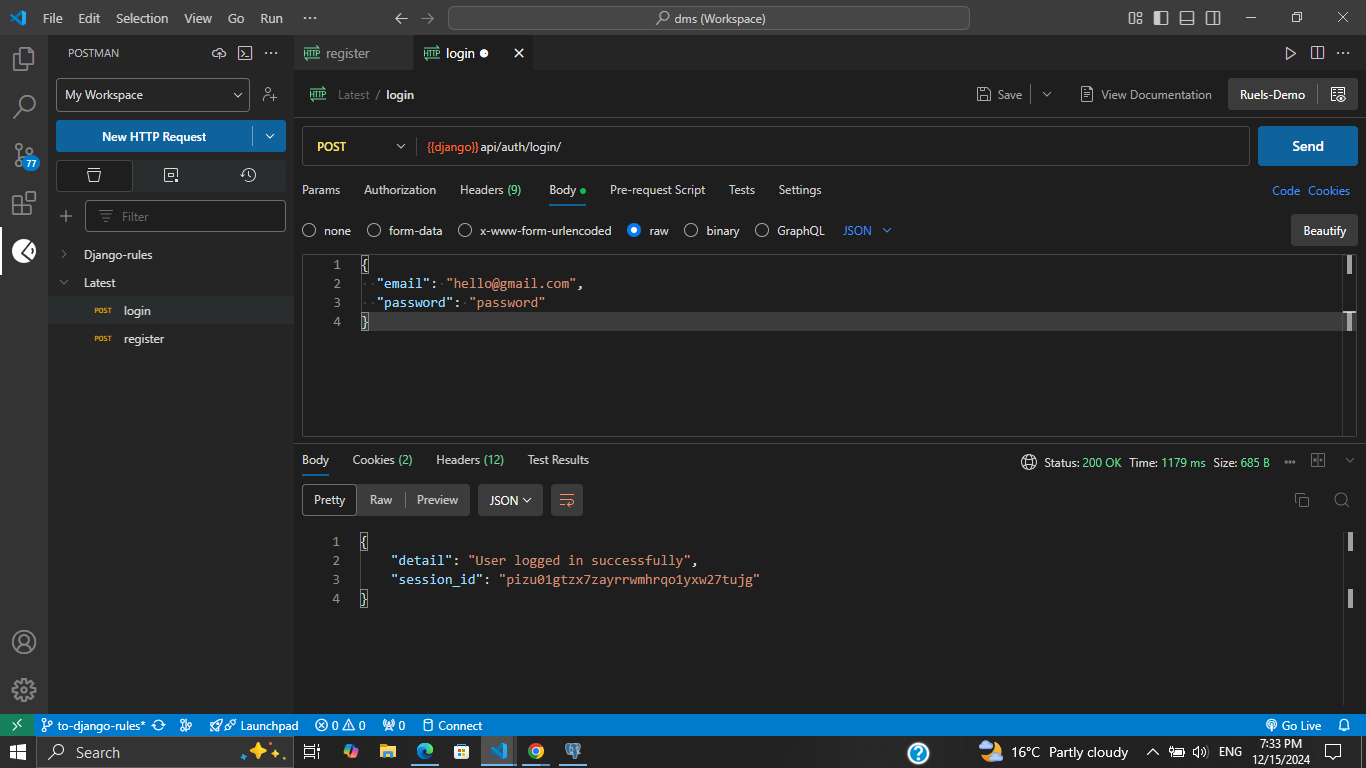 File Edit Selection View Go Run ···
dms (Workspace)
POSTMAN
My Workspace
New HTTP Request
77
Filter
Django-rules
Latest
POST login
POST register
HTTP register
HTTP login
HTTP Latest / login
Save
View Documentation
Ruels-Demo
POST
{{django}}api/auth/login/
Send
Params Authorization Headers (9) Body Pre-request Script Tests Settings
Code Cookies
none form-data x-www-form-urlencoded raw binary GraphQL JSON
Beautify
1 {
2 "email": "hello@gmail.com",
3 "password": "password"
4 }
Body Cookies (2) Headers (12) Test Results
Status: 200 OK Time: 1179 ms Size: 685 B
Pretty Raw Preview JSON
1 {
2 "detail": "User logged in successfully",
3 "session_id": "pizu01gtzx7zayrrwmhrqo1yxw27tujg"
4 }
to-django-rules* Launchpad 0 0 0 Connect
Go Live
Search
16°C Partly cloudy
ENG
7:33 PM
12/15/2024